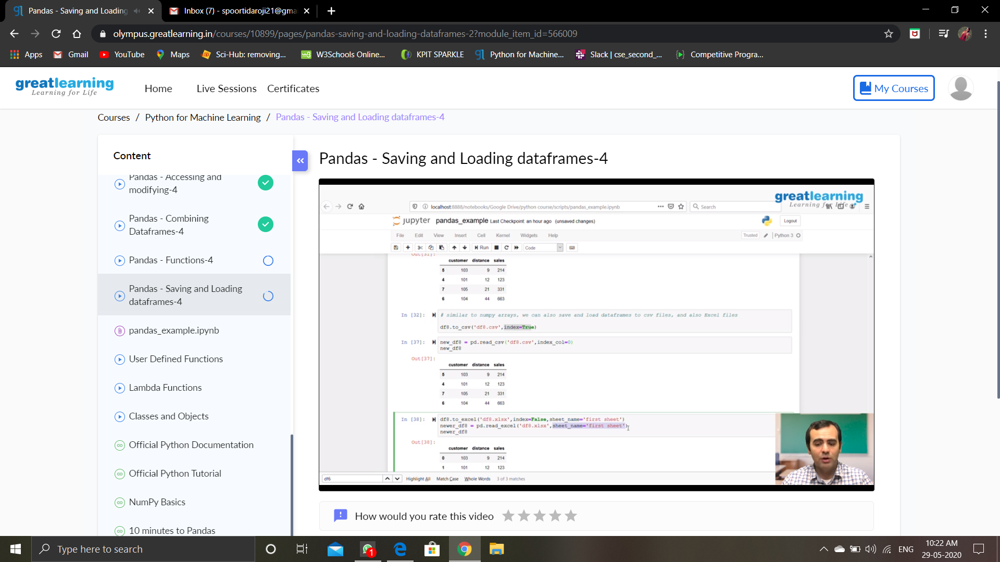 Pandas - Saving and Loading
Inbox (7) - spoortidaroji21@gma
olympus.greatlearning.in/courses/10899/pages/pandas-saving-and-loading-dataframes-2?module_item_id=566009
Apps Gmail YouTube Maps Sci-Hub: removing... W3Schools Online... KPIT SPARKLE Python for Machine... Slack | cse_second_... Competitive Progra...
greatlearning
Learning for Life
Home Live Sessions Certificates
My Courses
Courses / Python for Machine Learning / Pandas - Saving and Loading dataframes-4
Content
Pandas - Accessing and
modifying-4
Pandas - Combining
Dataframes-4
Pandas - Functions-4
Pandas - Saving and Loading
dataframes-4
pandas_example.ipynb
User Defined Functions
Lambda Functions
Classes and Objects
Official Python Documentation
Official Python Tutorial
NumPy Basics
10 minutes to Pandas
Pandas - Saving and Loading dataframes-4
greatlearning
Learning for Life
localhost:8888/notebooks/Google Drive/python course/scripts/pandas_example.ipynb
Search
jupyter pandas_example Last Checkpoint: an hour ago (unsaved changes)
Logout
File Edit View Insert Cell Kernel Widgets Help
Trusted Python 3
Run Code
Out[31]:
customer distance sales
5 103 9 214
4 101 12 123
7 105 21 331
6 104 44 663
In [32]: # similar to numpy arrays, we can also save and load dataframes to csv files, and also Excel files
df8.to_csv('df8.csv',index=True)
In [37]: new_df8 = pd.read_csv('df8.csv',index_col=0)
new_df8
Out[37]:
customer distance sales
5 103 9 214
4 101 12 123
7 105 21 331
6 104 44 663
In [38]: df8.to_excel('df8.xlsx',index=False,sheet_name='first sheet')
newer_df8 = pd.read_excel('df8.xlsx',sheet_name='first sheet')
newer_df8
Out[38]:
customer distance sales
0 103 9 214
1 101 12 123
df6
Highlight All Match Case Whole Words 3 of 3 matches
How would you rate this video
Type here to search
1
ENG
10:22 AM
29-05-2020